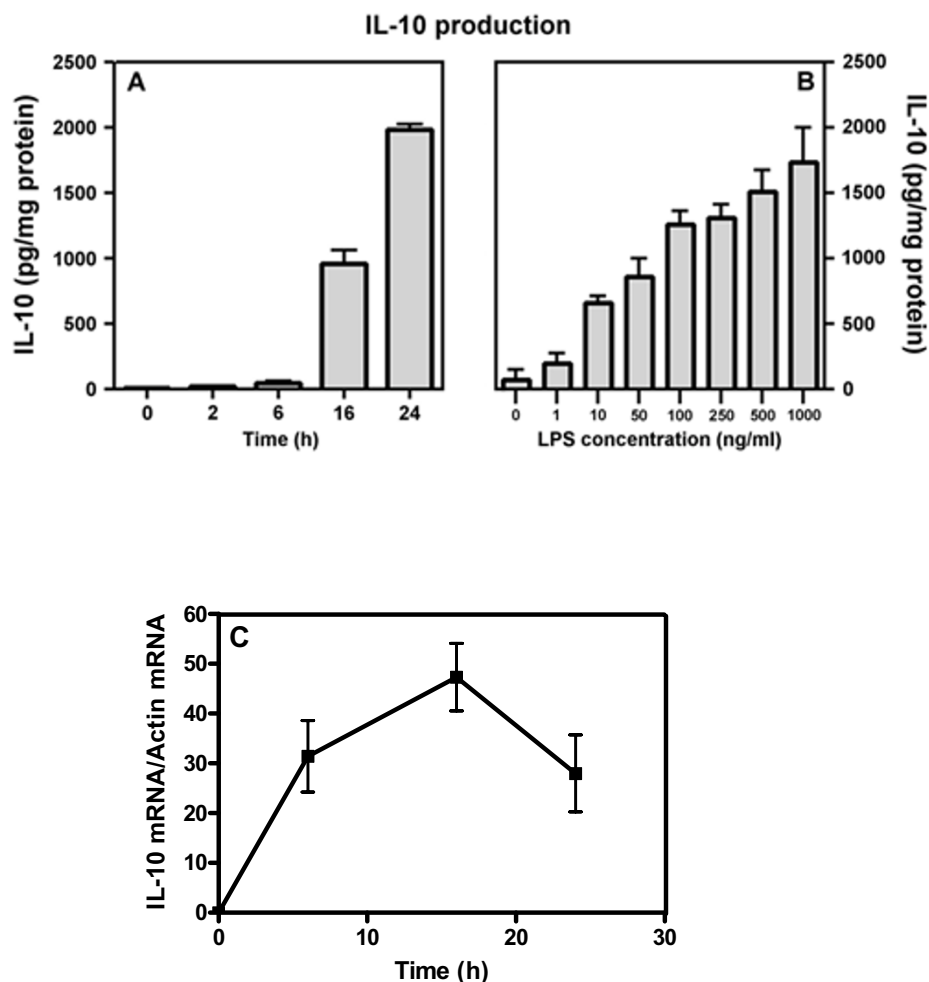 IL-10 production
A
IL-10 (pg/mg protein)
2500
2000
1500
1000
500
0
0 2 6 16 24
Time (h)
B
2500
2000
1500
1000
500
0
IL-10 (pg/mg protein)
0 1 10 50 100 250 500 1000
LPS concentration (ng/ml)
C
IL-10 mRNA/Actin mRNA
60
50
40
30
20
10
0
0 10 20 30
Time (h)